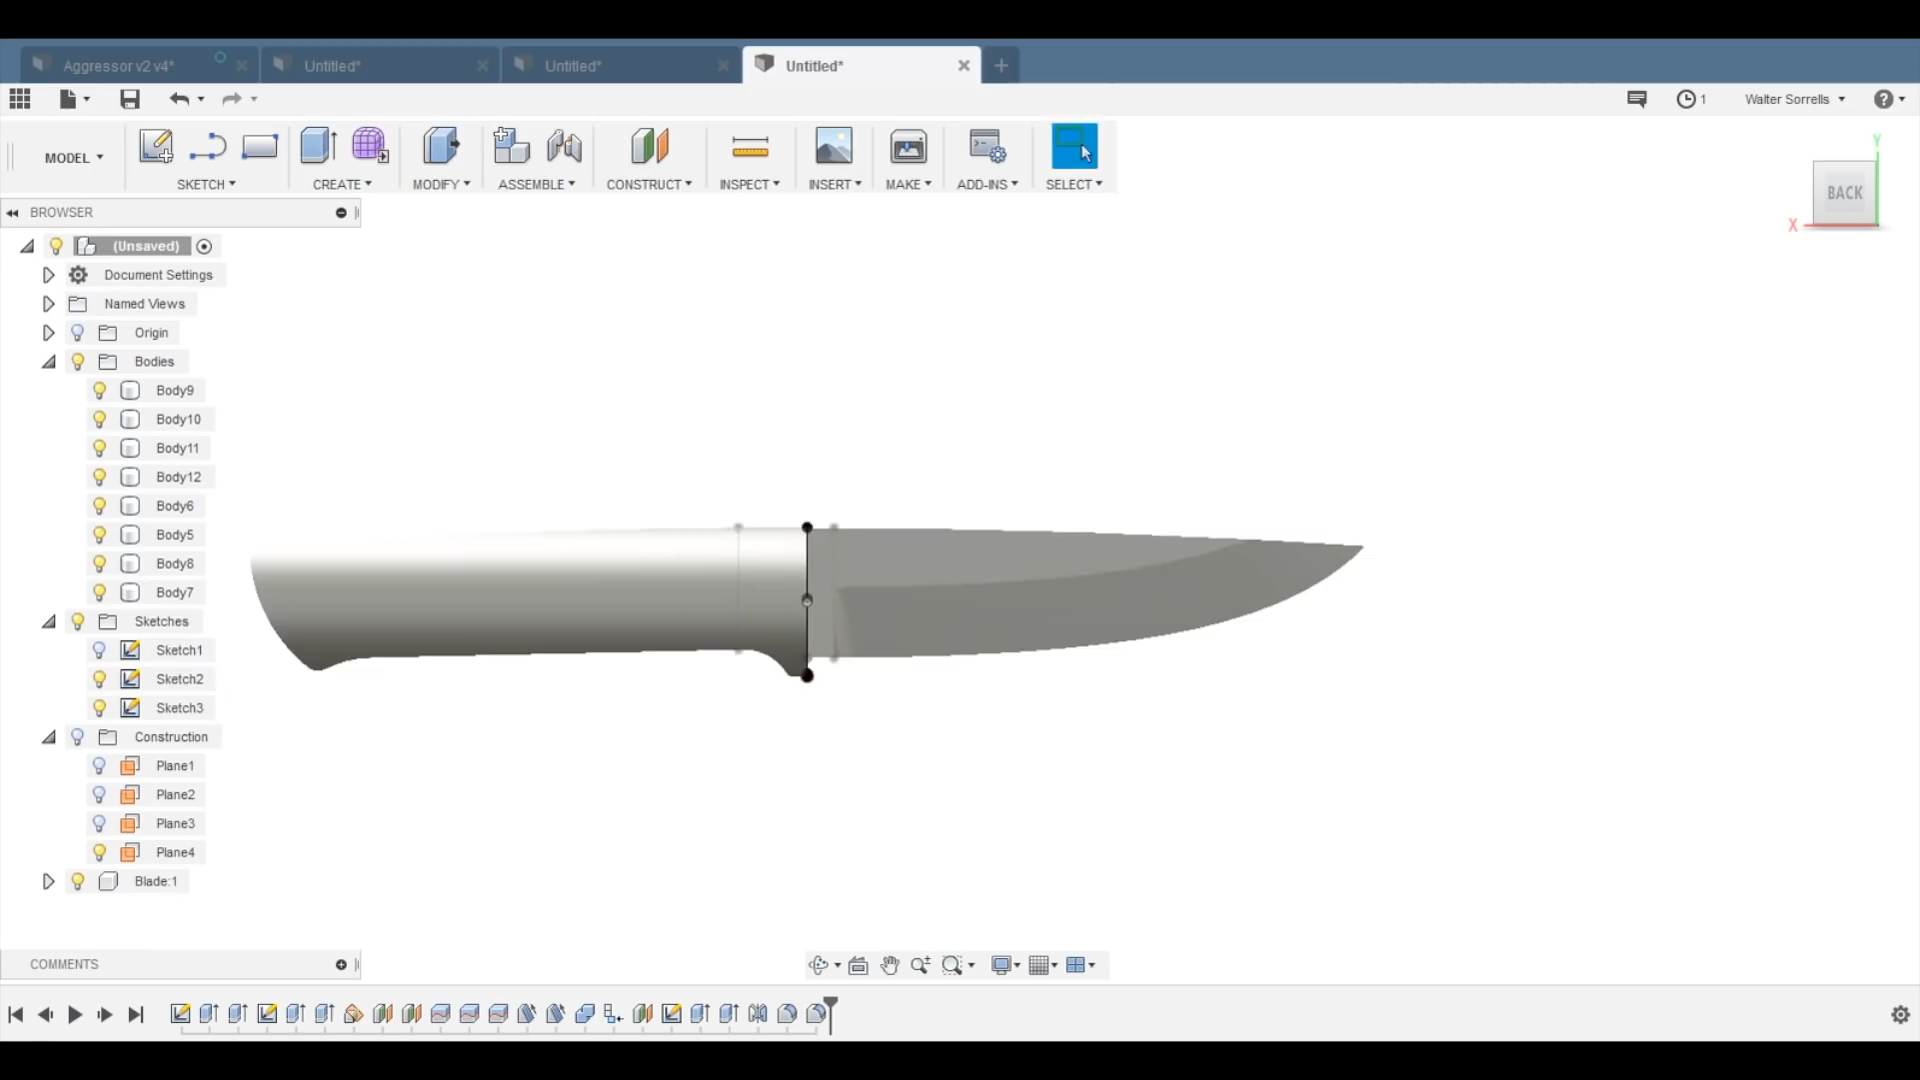 Aggressor v2 v4*
Untitled*
Untitled*
Untitled*
1
Walter Sorrells
MODEL
SKETCH
CREATE
MODIFY
ASSEMBLE
CONSTRUCT
INSPECT
INSERT
MAKE
ADD-INS
SELECT
Y
BACK
X
BROWSER
(Unsaved)
Document Settings
Named Views
Origin
Bodies
Body9
Body10
Body11
Body12
Body6
Body5
Body8
Body7
Sketches
Sketch1
Sketch2
Sketch3
Construction
Plane1
Plane2
Plane3
Plane4
Blade:1
COMMENTS